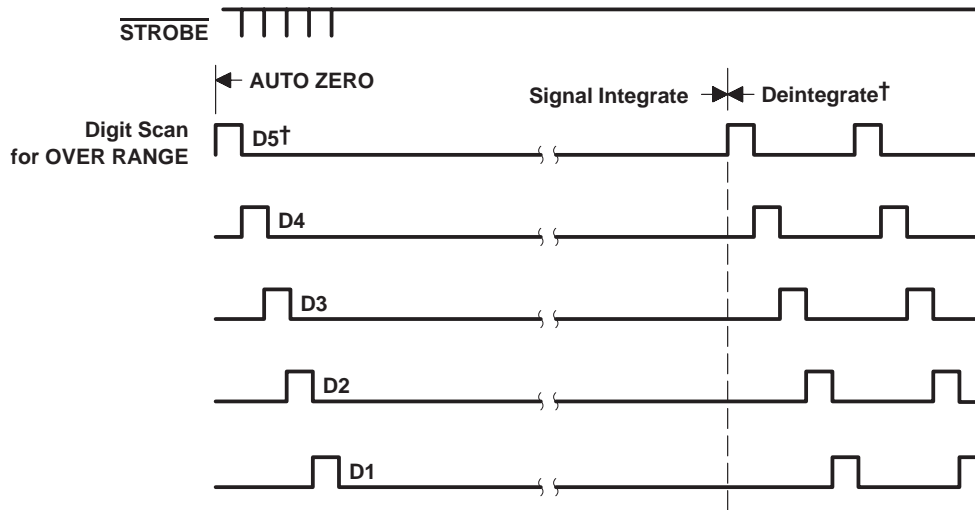 STROBE
AUTO ZERO
Signal Integrate
Deintegrate†
Digit Scan
for OVER RANGE
D5†
D4
D3
D2
D1